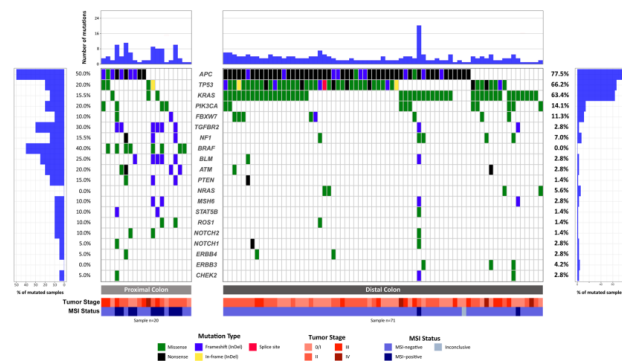 Number of mutations
24
16
8
0
50.0% APC 77.5%
20.0% TP53 66.2%
15.5% KRAS 63.4%
20.0% PIK3CA 14.1%
10.0% FBXW7 11.3%
30.0% TGFBR2 2.8%
15.5% NF1 7.0%
40.0% BRAF 0.0%
25.0% BLM 2.8%
20.0% ATM 2.8%
15.0% PTEN 1.4%
0.0% NRAS 5.6%
10.0% MSH6 2.8%
10.0% STAT5B 1.4%
10.0% ROS1 1.4%
10.0% NOTCH2 1.4%
5.0% NOTCH1 2.8%
5.0% ERBB4 2.8%
0.0% ERBB3 4.2%
5.0% CHEK2 2.8%
% of mutated samples
Proximal Colon
Distal Colon
% of mutated samples
Tumor Stage
MSI Status
Mutation Type
Missense
Frameshift (InDel)
Splice site
Nonsense
In-frame (InDel)
Tumor Stage
0/I
III
II
IV
MSI Status
MSI-negative
Inconclusive
MSI-positive